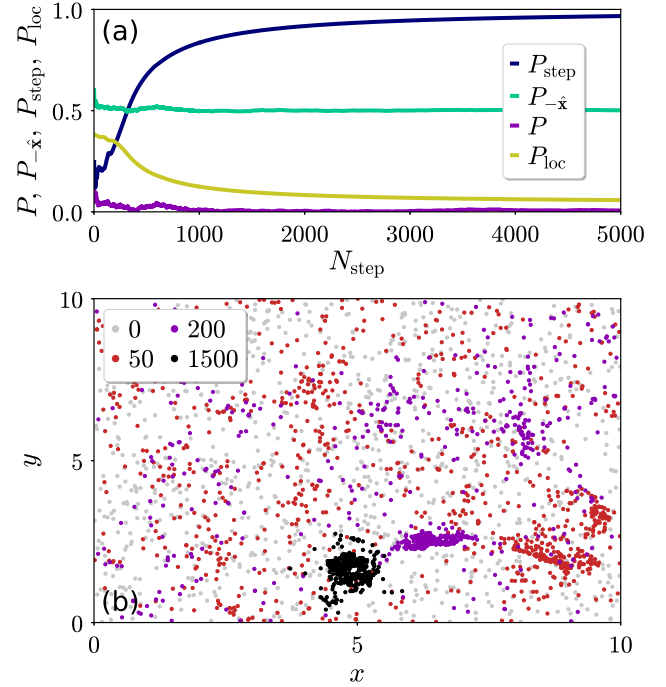 1.0
(a)
P, P_{-x̂}, P_step, P_loc
0.5
0.0
P_step
P_{-x̂}
P
P_loc
0 1000 2000 3000 4000 5000
N_step
10
0 200
50 1500
y
5
(b)
0
0 5 10
x